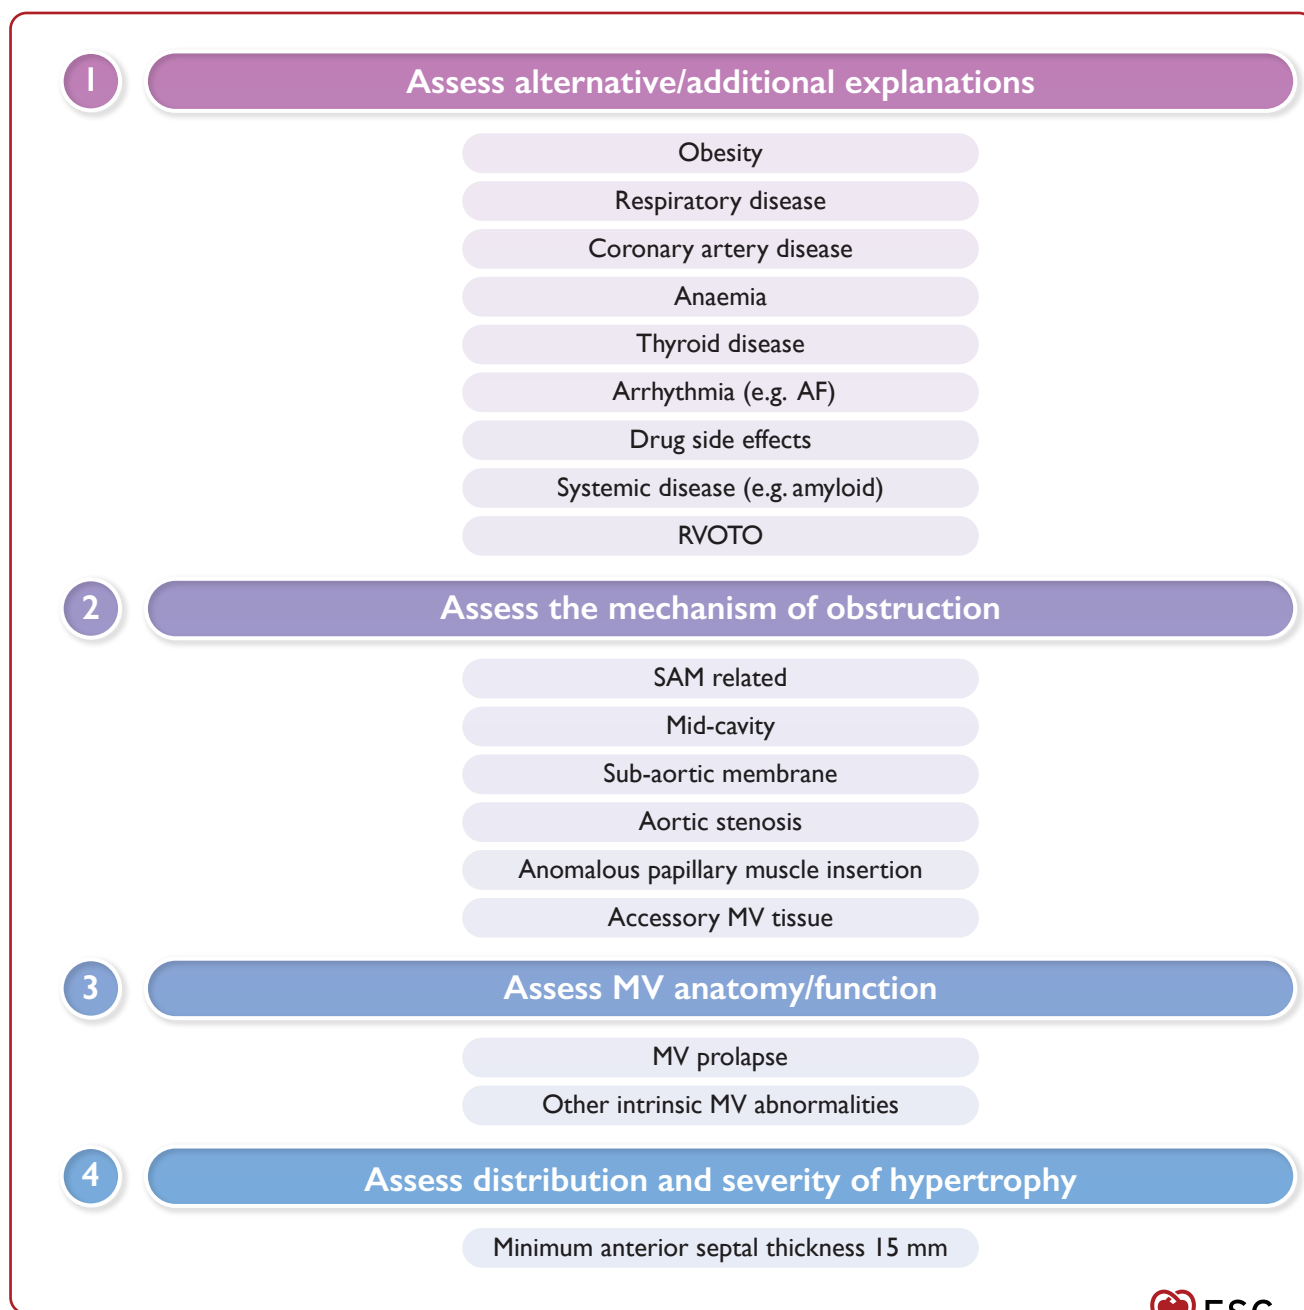 1
Assess alternative/additional explanations
Obesity
Respiratory disease
Coronary artery disease
Anaemia
Thyroid disease
Arrhythmia (e.g. AF)
Drug side effects
Systemic disease (e.g. amyloid)
RVOTO
2
Assess the mechanism of obstruction
SAM related
Mid-cavity
Sub-aortic membrane
Aortic stenosis
Anomalous papillary muscle insertion
Accessory MV tissue
3
Assess MV anatomy/function
MV prolapse
Other intrinsic MV abnormalities
4
Assess distribution and severity of hypertrophy
Minimum anterior septal thickness 15 mm
ESC